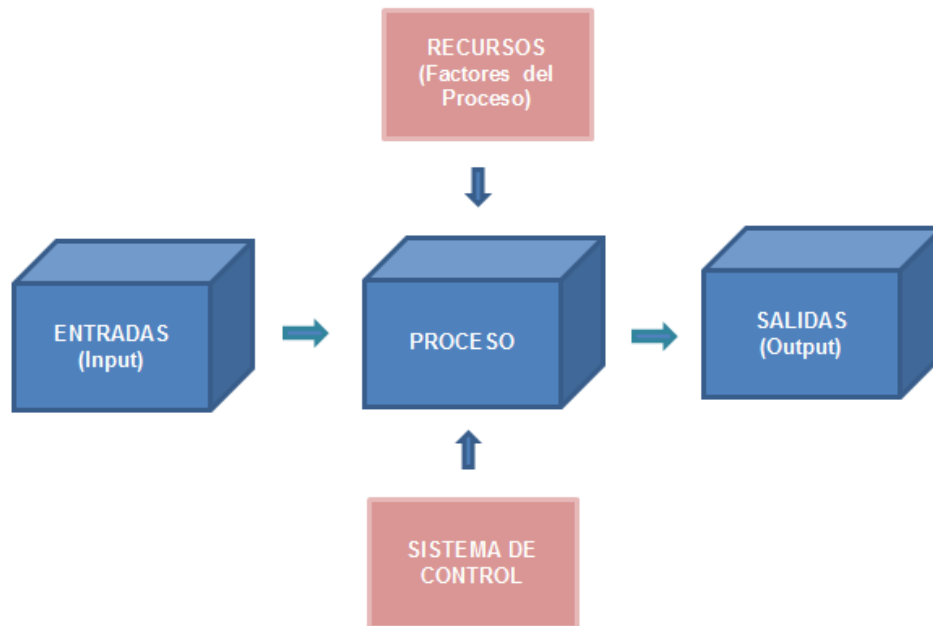 RECURSOS
(Factores del
Proceso)
ENTRADAS
(Input)
PROCESO
SALIDAS
(Output)
SISTEMA DE
CONTROL